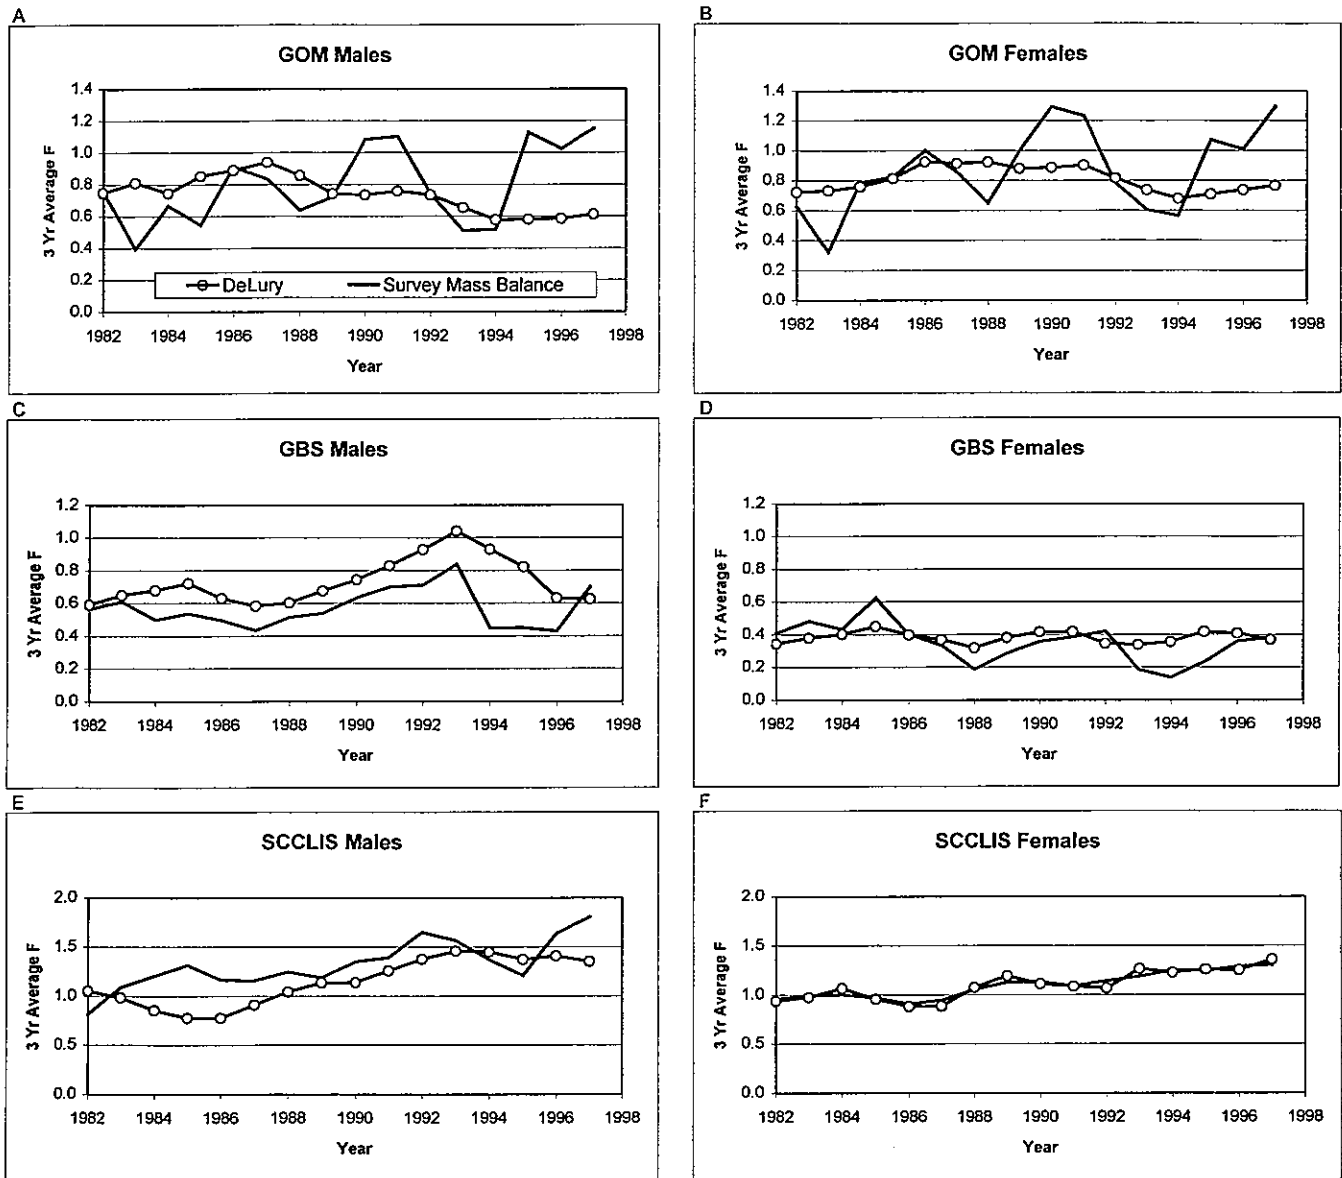 A
GOM Males
3 Yr Average F
1.4
1.2
1.0
0.8
0.6
0.4
0.2
0.0
DeLury Survey Mass Balance
1982 1984 1986 1988 1990 1992 1994 1996 1998
Year
B
GOM Females
3 Yr Average F
1.4
1.2
1.0
0.8
0.6
0.4
0.2
0.0
1982 1984 1986 1988 1990 1992 1994 1996 1998
Year
C
GBS Males
3 Yr Average F
1.2
1.0
0.8
0.6
0.4
0.2
0.0
1982 1984 1986 1988 1990 1992 1994 1996 1998
Year
D
GBS Females
3 Yr Average F
1.2
1.0
0.8
0.6
0.4
0.2
0.0
1982 1984 1986 1988 1990 1992 1994 1996 1998
Year
E
SCCLIS Males
3 Yr Average F
2.0
1.5
1.0
0.5
0.0
1982 1984 1986 1988 1990 1992 1994 1996 1998
Year
F
SCCLIS Females
3 Yr Average F
2.0
1.5
1.0
0.5
0.0
1982 1984 1986 1988 1990 1992 1994 1996 1998
Year